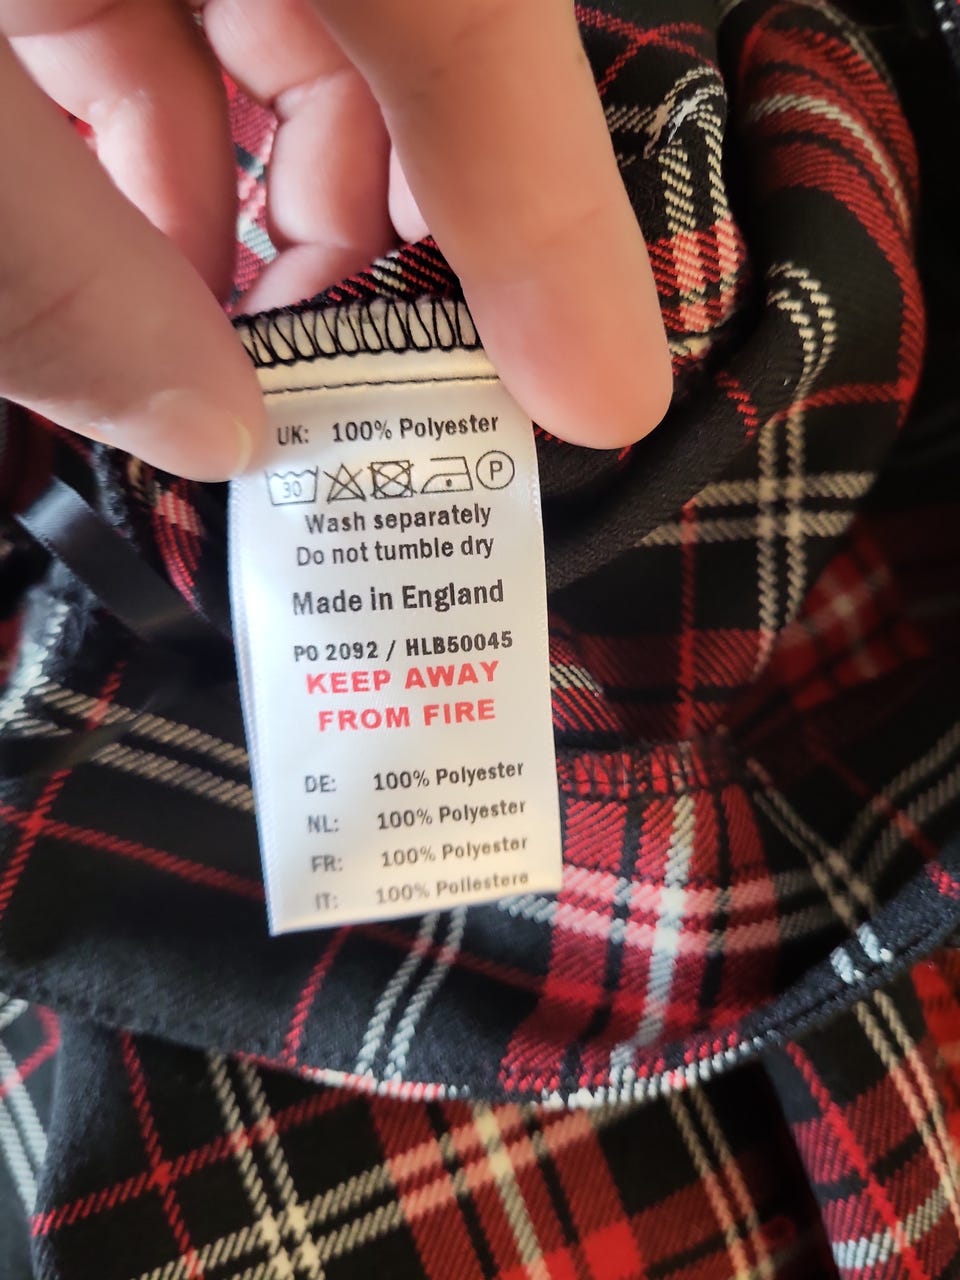 UK: 100% Polyester
30 P
Wash separately
Do not tumble dry
Made in England
PO 2092 / HLB50045
KEEP AWAY
FROM FIRE
DE: 100% Polyester
NL: 100% Polyester
FR: 100% Polyester
IT: 100% Poliestere